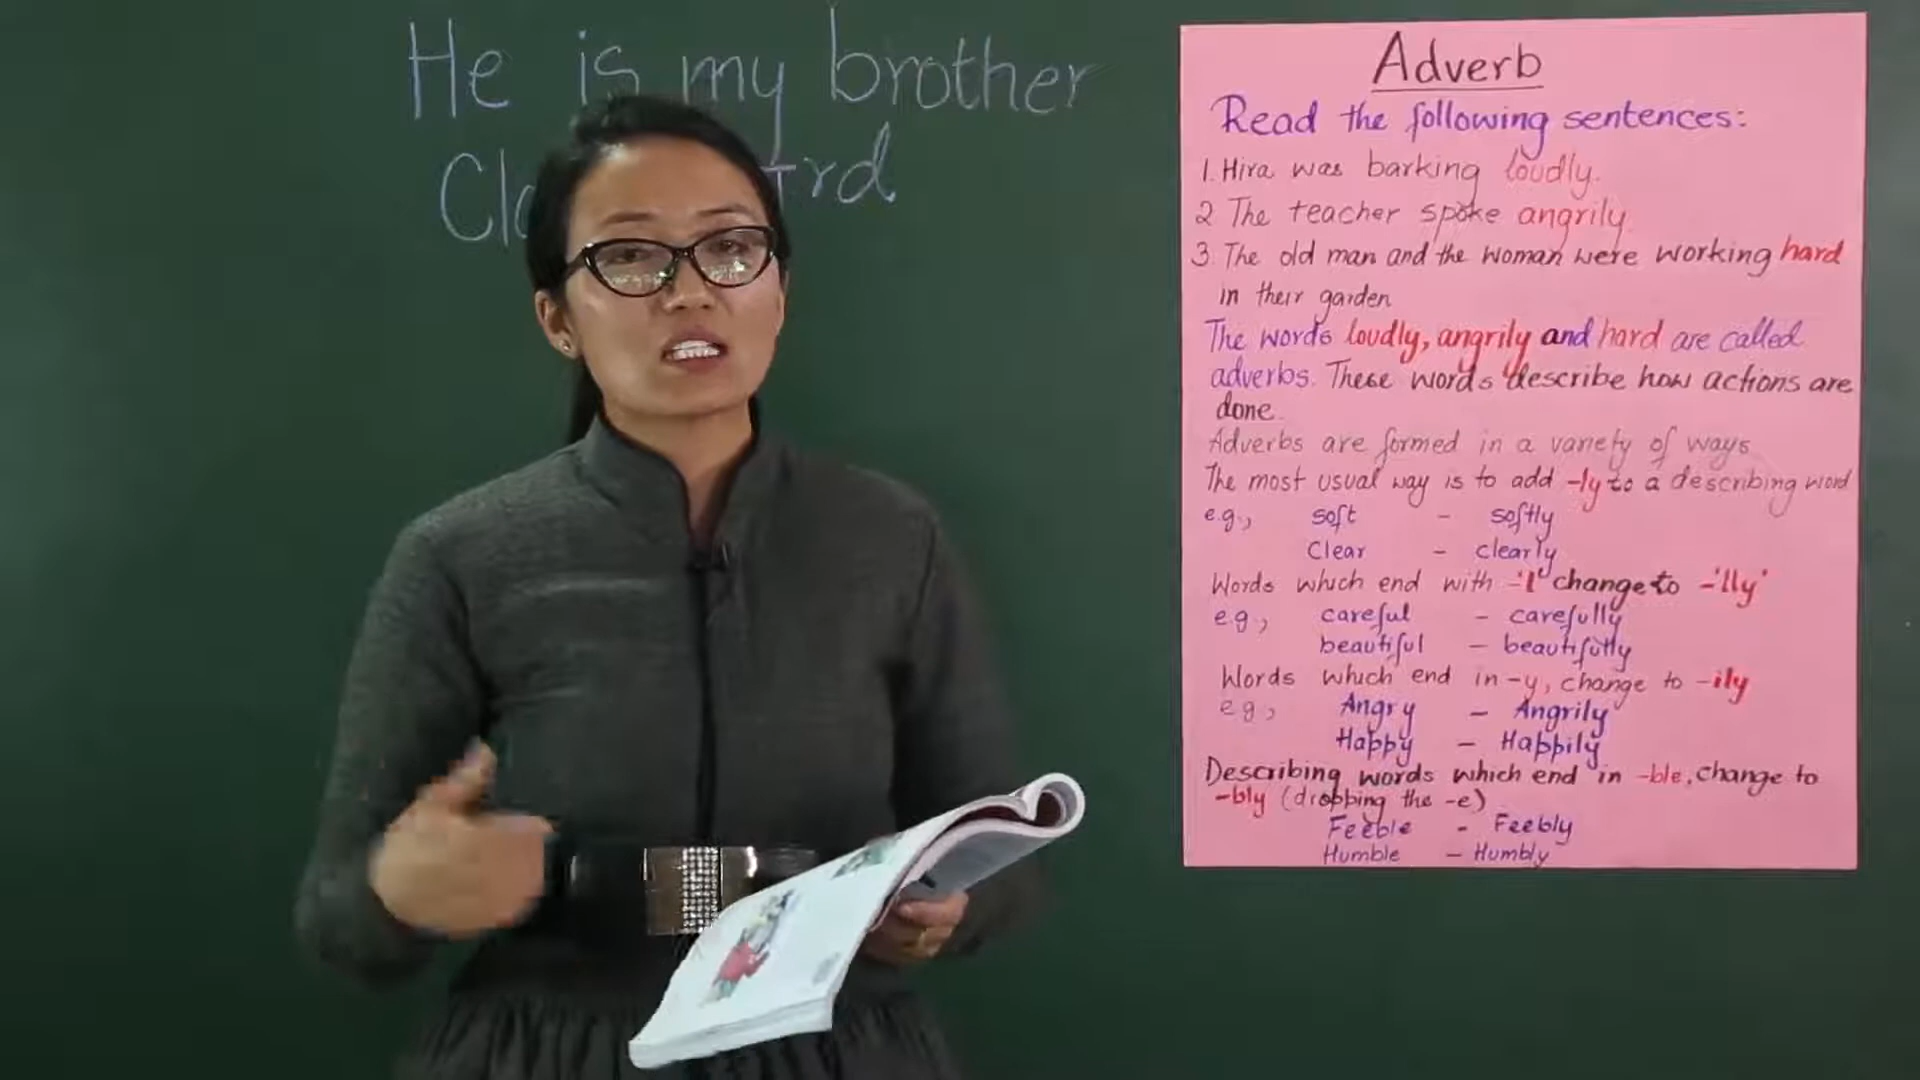 He is my brother
Adverb
Read the following sentences:
1. Hira was barking loudly.
2 The teacher spoke angrily
3. The old man and the woman were working hard
in their garden
The words loudly, angrily and hard are called
adverbs. These words describe how actions are
done.
Adverbs are formed in a variety of ways
The most usual way is to add -ly to a describing word
e.g., soft - softly
Clear - clearly
Words which end with -'l' change to -'lly'
e.g., careful - carefully
beautiful - beautifully
Words which end in -y, change to -ily
e.g, Angry - Angrily
Happy - Happily
Describing words which end in -ble, change to
-bly (dropping the -e)
Feeble - Feebly
Humble - Humbly